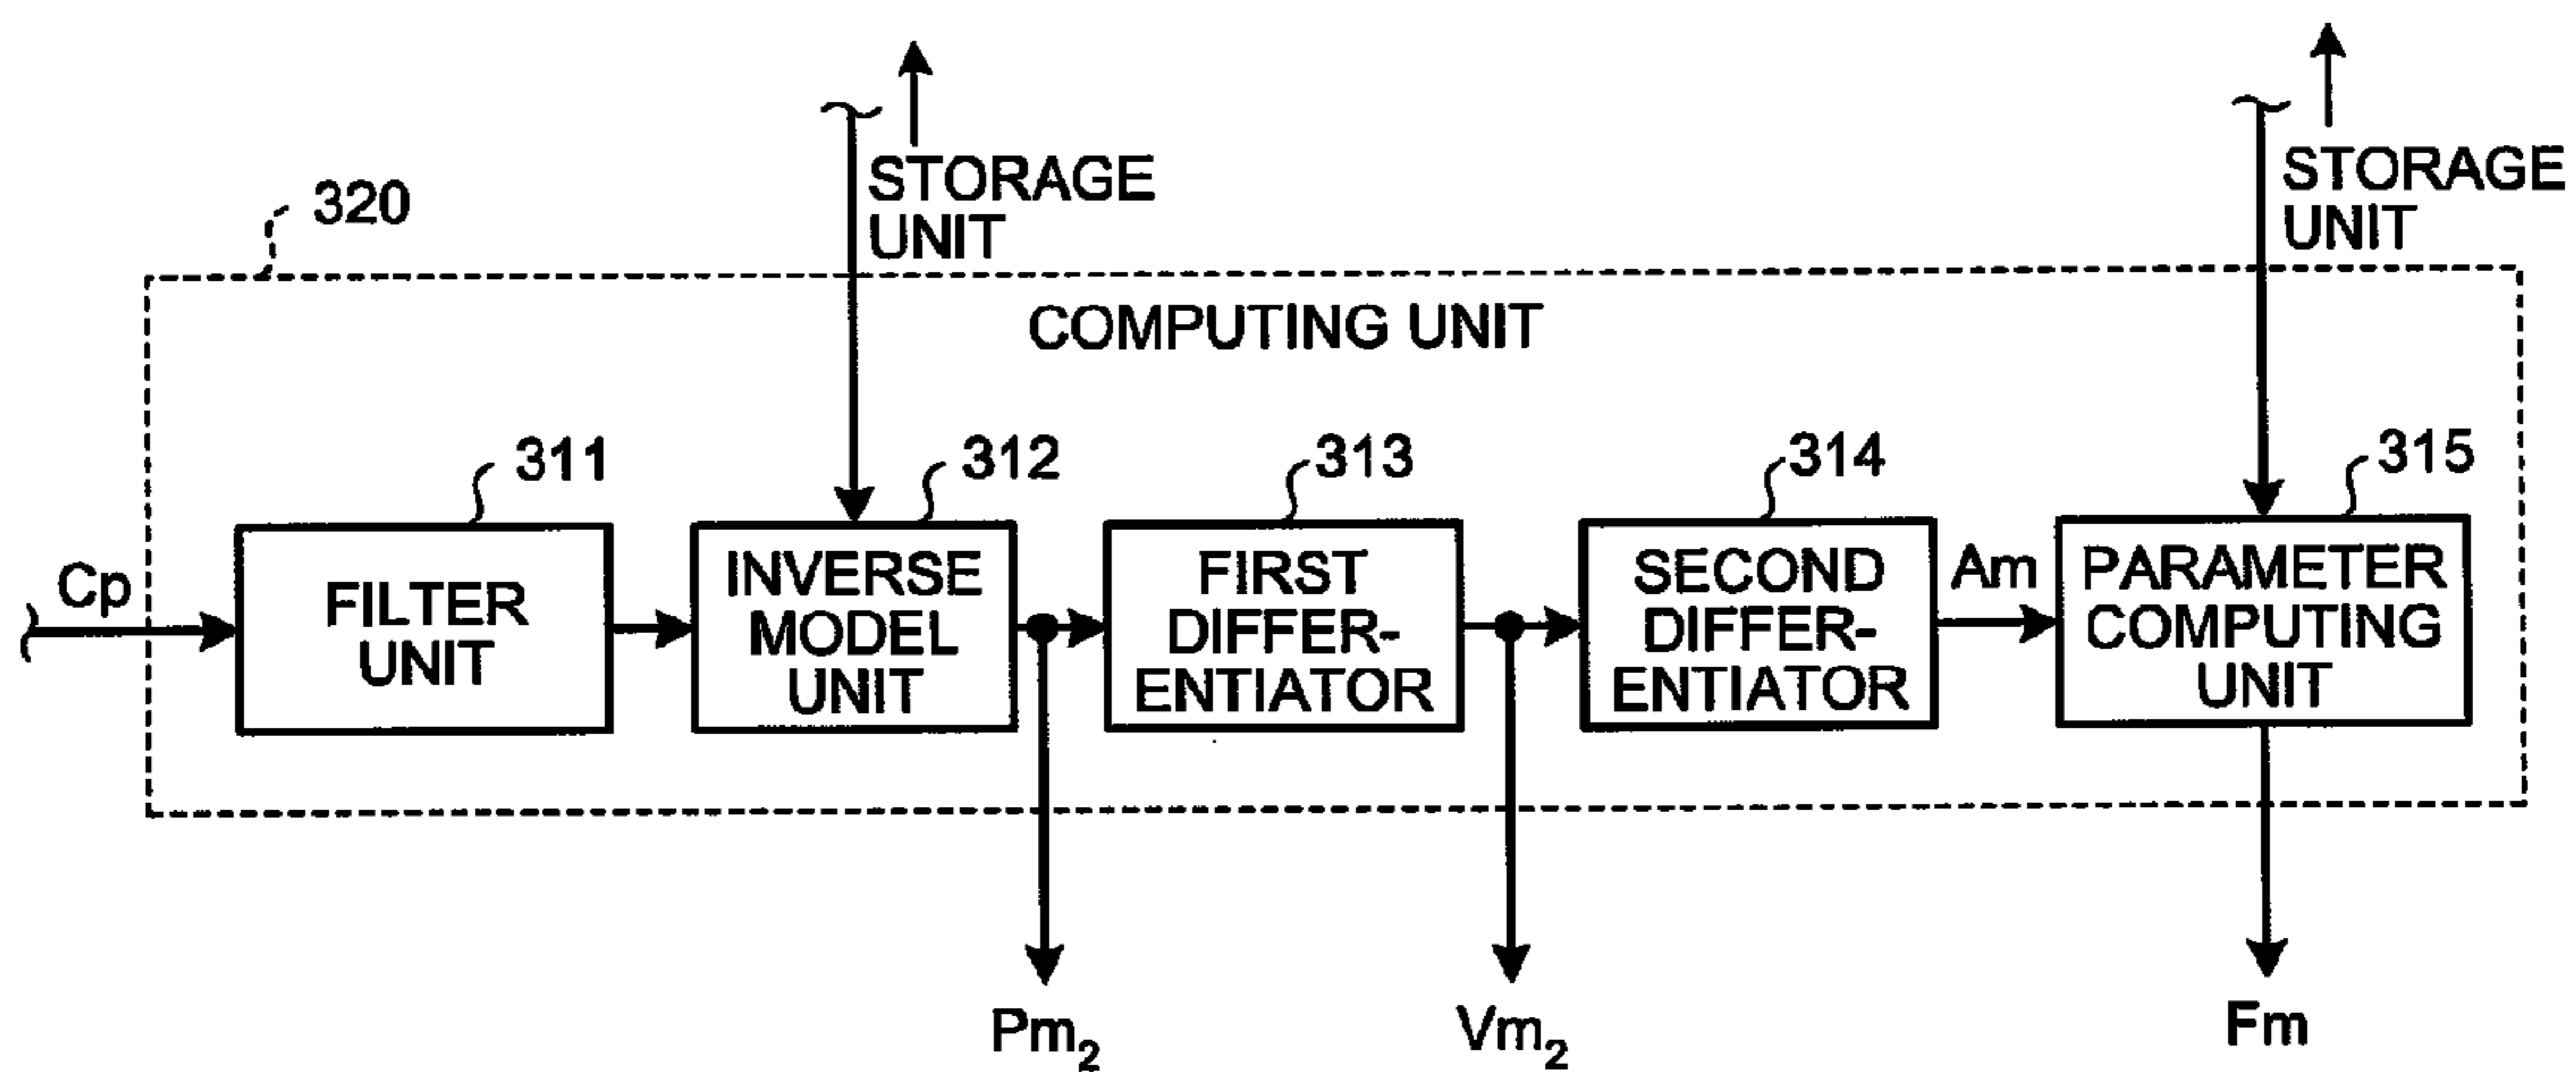 STORAGE
UNIT
STORAGE
UNIT
320
COMPUTING UNIT
311
312
313
314
315
Cp
FILTER
UNIT
INVERSE
MODEL
UNIT
FIRST
DIFFER-
ENTIATOR
SECOND
DIFFER-
ENTIATOR
Am
PARAMETER
COMPUTING
UNIT
Pm₂
Vm₂
Fm